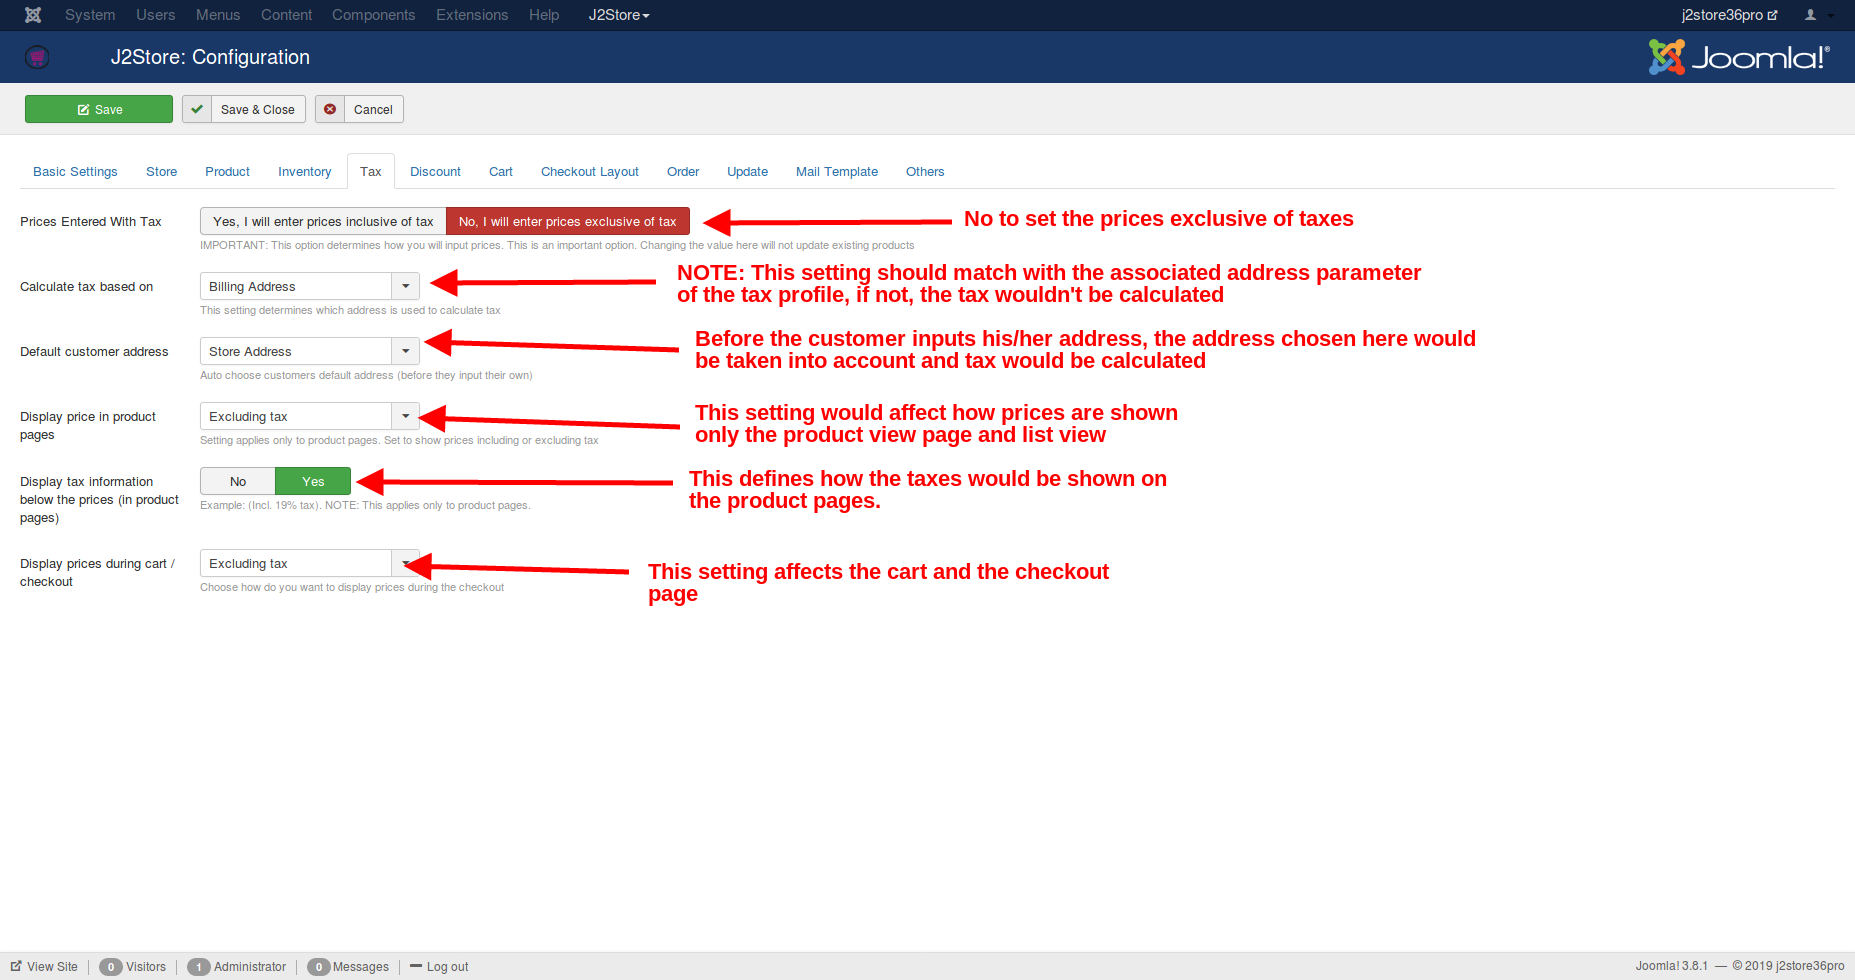 System Users Menus Content Components Extensions Help J2Store j2store36pro
J2Store: Configuration Joomla!®
Save Save & Close Cancel
Basic Settings Store Product Inventory Tax Discount Cart Checkout Layout Order Update Mail Template Others
Prices Entered With Tax Yes, I will enter prices inclusive of tax No, I will enter prices exclusive of tax No to set the prices exclusive of taxes
IMPORTANT: This option determines how you will input prices. This is an important option. Changing the value here will not update existing products
Calculate tax based on Billing Address
This setting determines which address is used to calculate tax
NOTE: This setting should match with the associated address parameter
of the tax profile, if not, the tax wouldn't be calculated
Default customer address Store Address
Auto choose customers default address (before they input their own)
Before the customer inputs his/her address, the address chosen here would
be taken into account and tax would be calculated
Display price in product
pages
Excluding tax
Setting applies only to product pages. Set to show prices including or excluding tax
This setting would affect how prices are shown
only the product view page and list view
Display tax information
below the prices (in product
pages)
No Yes
Example: (Incl. 19% tax). NOTE: This applies only to product pages.
This defines how the taxes would be shown on
the product pages.
Display prices during cart /
checkout
Excluding tax
Choose how do you want to display prices during the checkout
This setting affects the cart and the checkout
page
View Site 0 Visitors 1 Administrator 0 Messages Log out Joomla! 3.8.1 — © 2019 j2store36pro